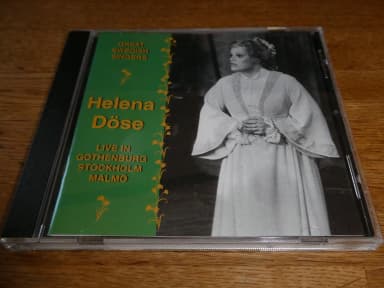 GREAT
SWEDISH
SINGERS
Helena
Döse
LIVE IN
GOTHENBURG
STOCKHOLM
MALMÖ